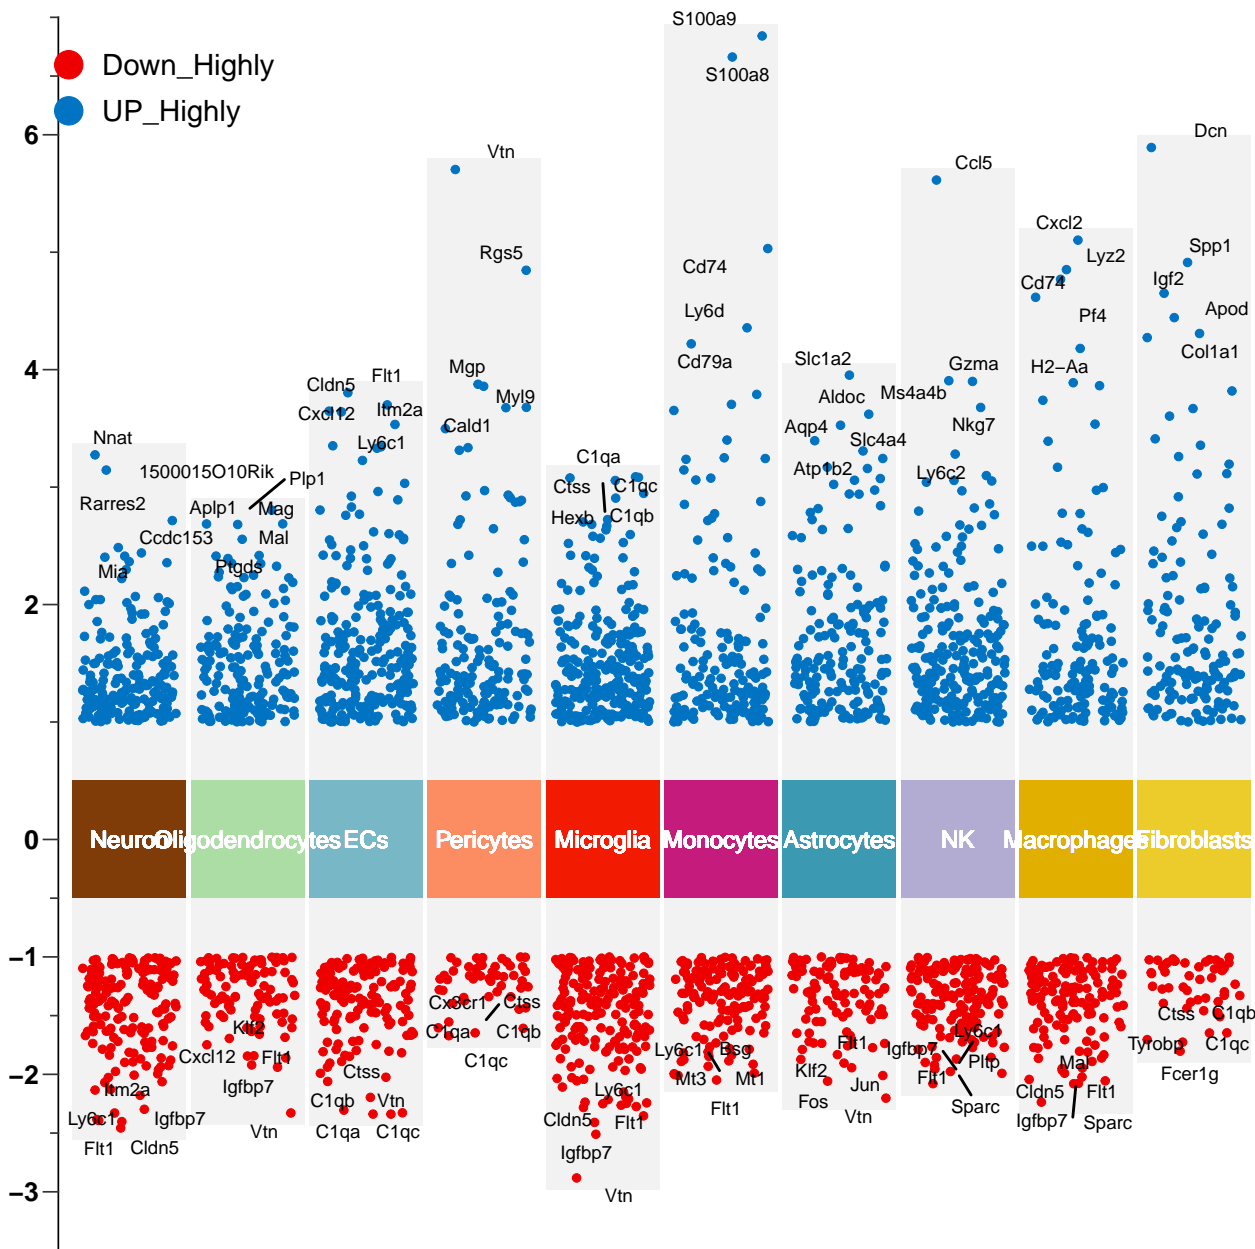 S100a9
Down_Highly
S100a8
UP_Highly
6
Dcn
Vtn
Ccl5
Cxcl2
Rgs5
Spp1
Lyz2
Cd74
Igf2
Cd74
Ly6d
Pf4
Apod
Col1a1
4
Slc1a2
Cd79a
Gzma
H2−Aa
Mgp
Flt1
Cldn5
Ms4a4b
Aldoc
Myl9
Itm2a
Cxcl12
Nkg7
Cald1
Aqp4
Slc4a4
Nnat
Ly6c1
C1qa
1500015O10Rik
Plp1
Atp1b2
Ly6c2
Ctss
C1qc
Rarres2
Aplp1
Mag
Hexb
C1qb
Ccdc153
Mal
Mia
Ptgds
2
0
Neuron
Oligodendrocytes
ECs
Pericytes
Microglia
Monocytes
Astrocytes
NK
Macrophages
Fibroblasts
−1
Cx3cr1
Ctss
Ctss
C1qb
Klf2
C1qa
C1qb
Ly6c1
Flt1
Tyrobp
C1qc
Cxcl12
Flt1
C1qc
Ly6c1
Bsg
Igfbp7
Pltp
Mal
−2
Ctss
Mt3
Mt1
Klf2
Flt1
Fcer1g
Itm2a
Igfbp7
Ly6c1
Jun
Cldn5
Flt1
C1qb
Vtn
Flt1
Fos
Sparc
Ly6c1
Igfbp7
Cldn5
Flt1
Vtn
Igfbp7
Sparc
Vtn
C1qa
C1qc
Flt1
Cldn5
Igfbp7
−3
Vtn